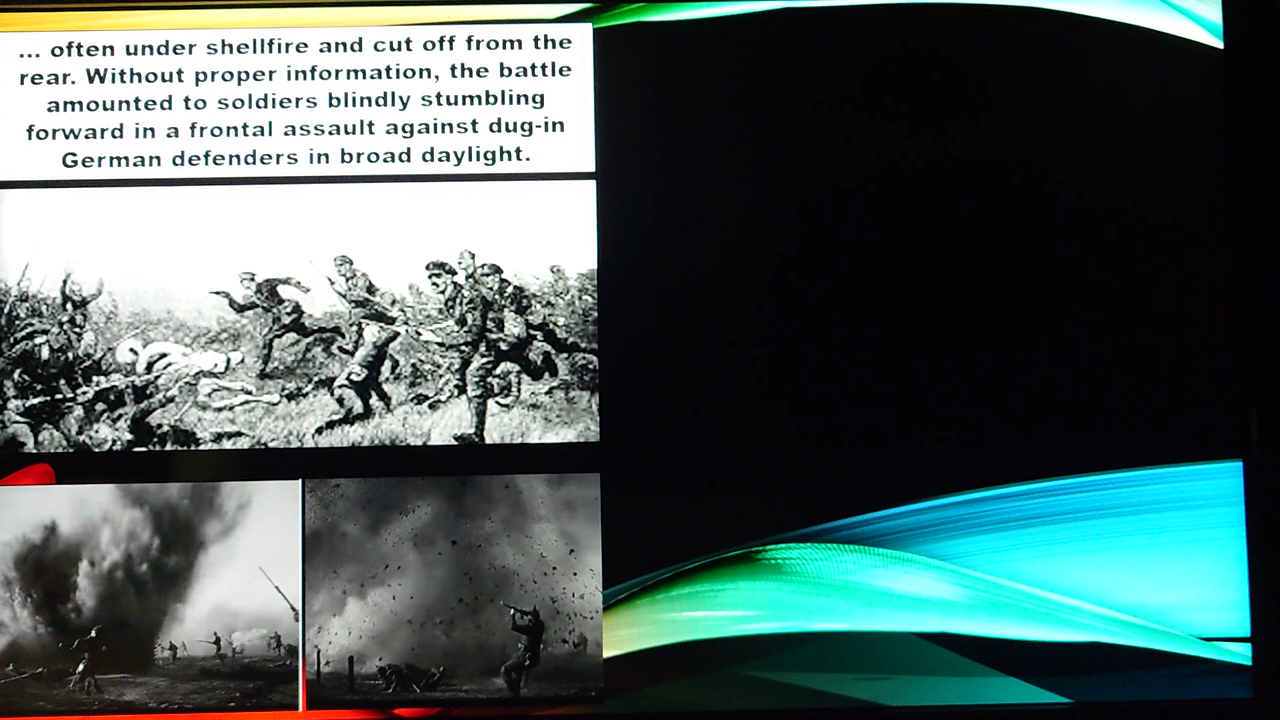 ... often under shellfire and cut off from the
rear. Without proper information, the battle
amounted to soldiers blindly stumbling
forward in a frontal assault against dug-in
German defenders in broad daylight.